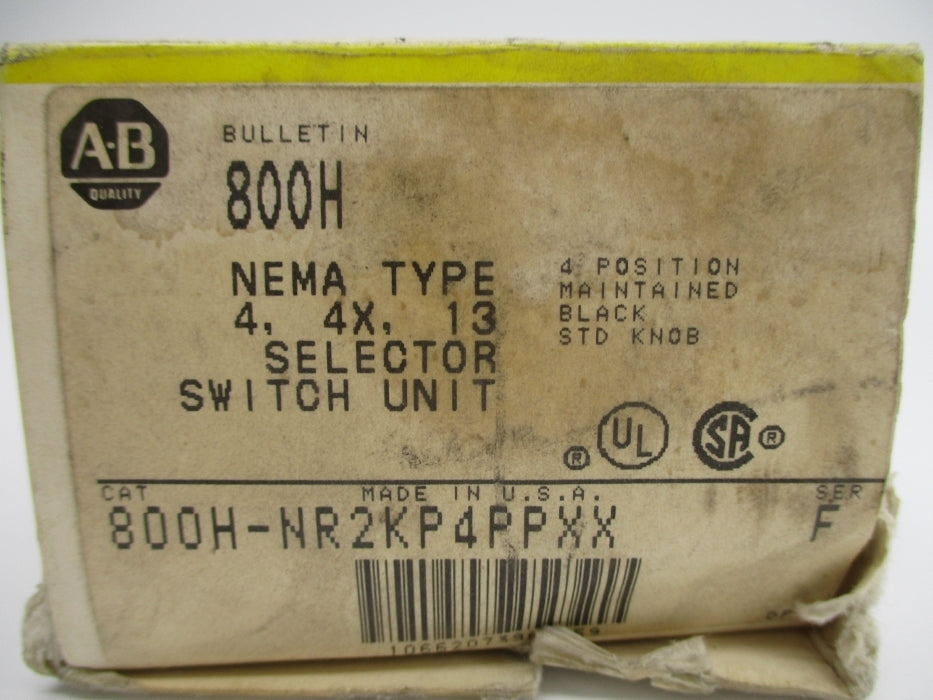 A·B
QUALITY
BULLETIN
800H
NEMA TYPE
4, 4X, 13
SELECTOR
SWITCH UNIT
4 POSITION
MAINTAINED
BLACK
STD KNOB
® UL SA ®
CAT MADE IN U.S.A. SER
800H-NR2KP4PPXX F